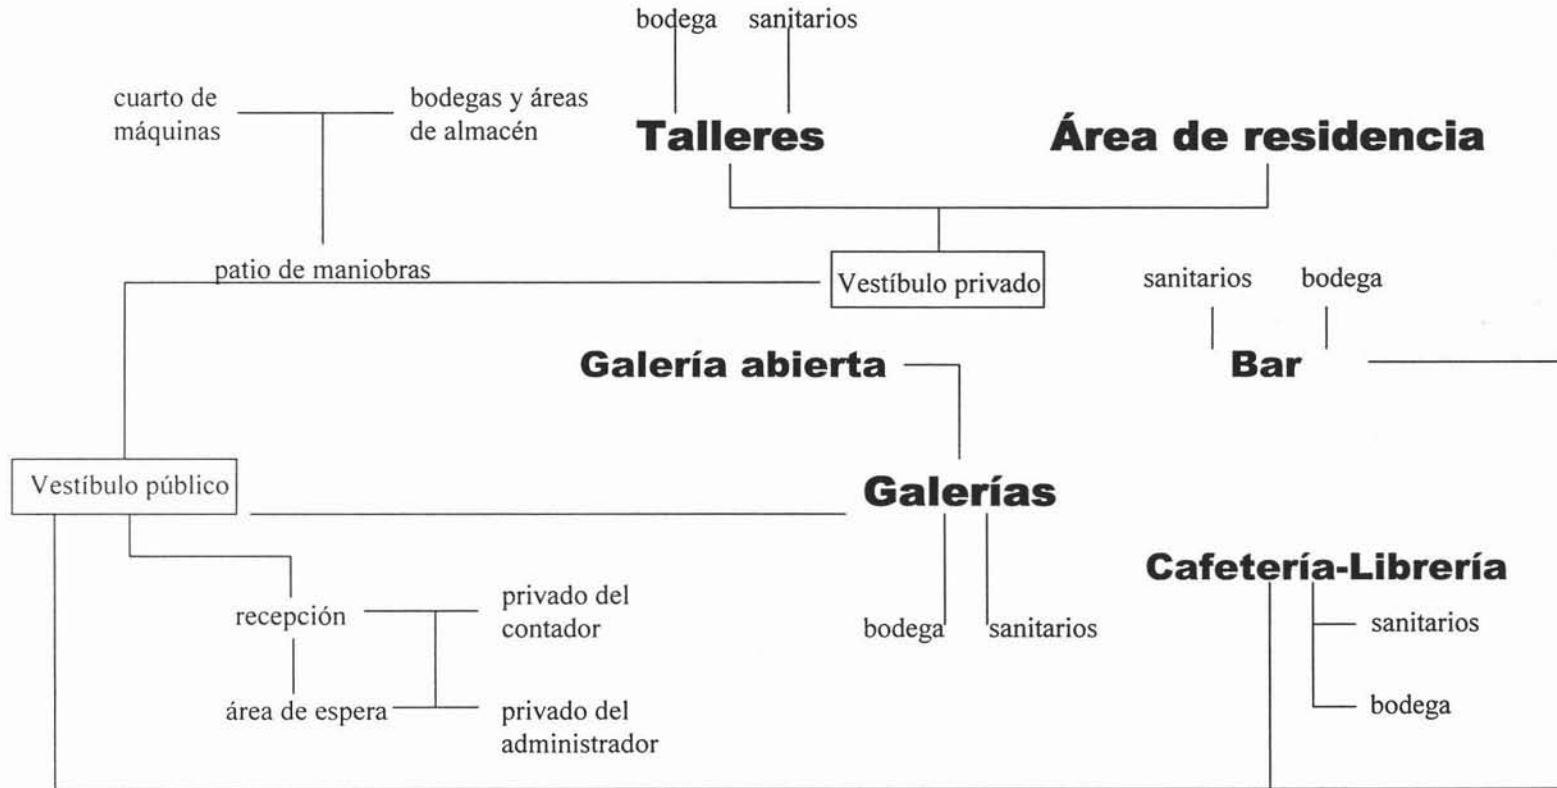 bodega
sanitarios
cuarto de
máquinas
bodegas y áreas
de almacén
Talleres
Área de residencia
patio de maniobras
Vestíbulo privado
sanitarios
bodega
Galería abierta
Bar
Vestíbulo público
Galerías
Cafetería-Librería
recepción
privado del
contador
bodega
sanitarios
sanitarios
área de espera
privado del
administrador
bodega